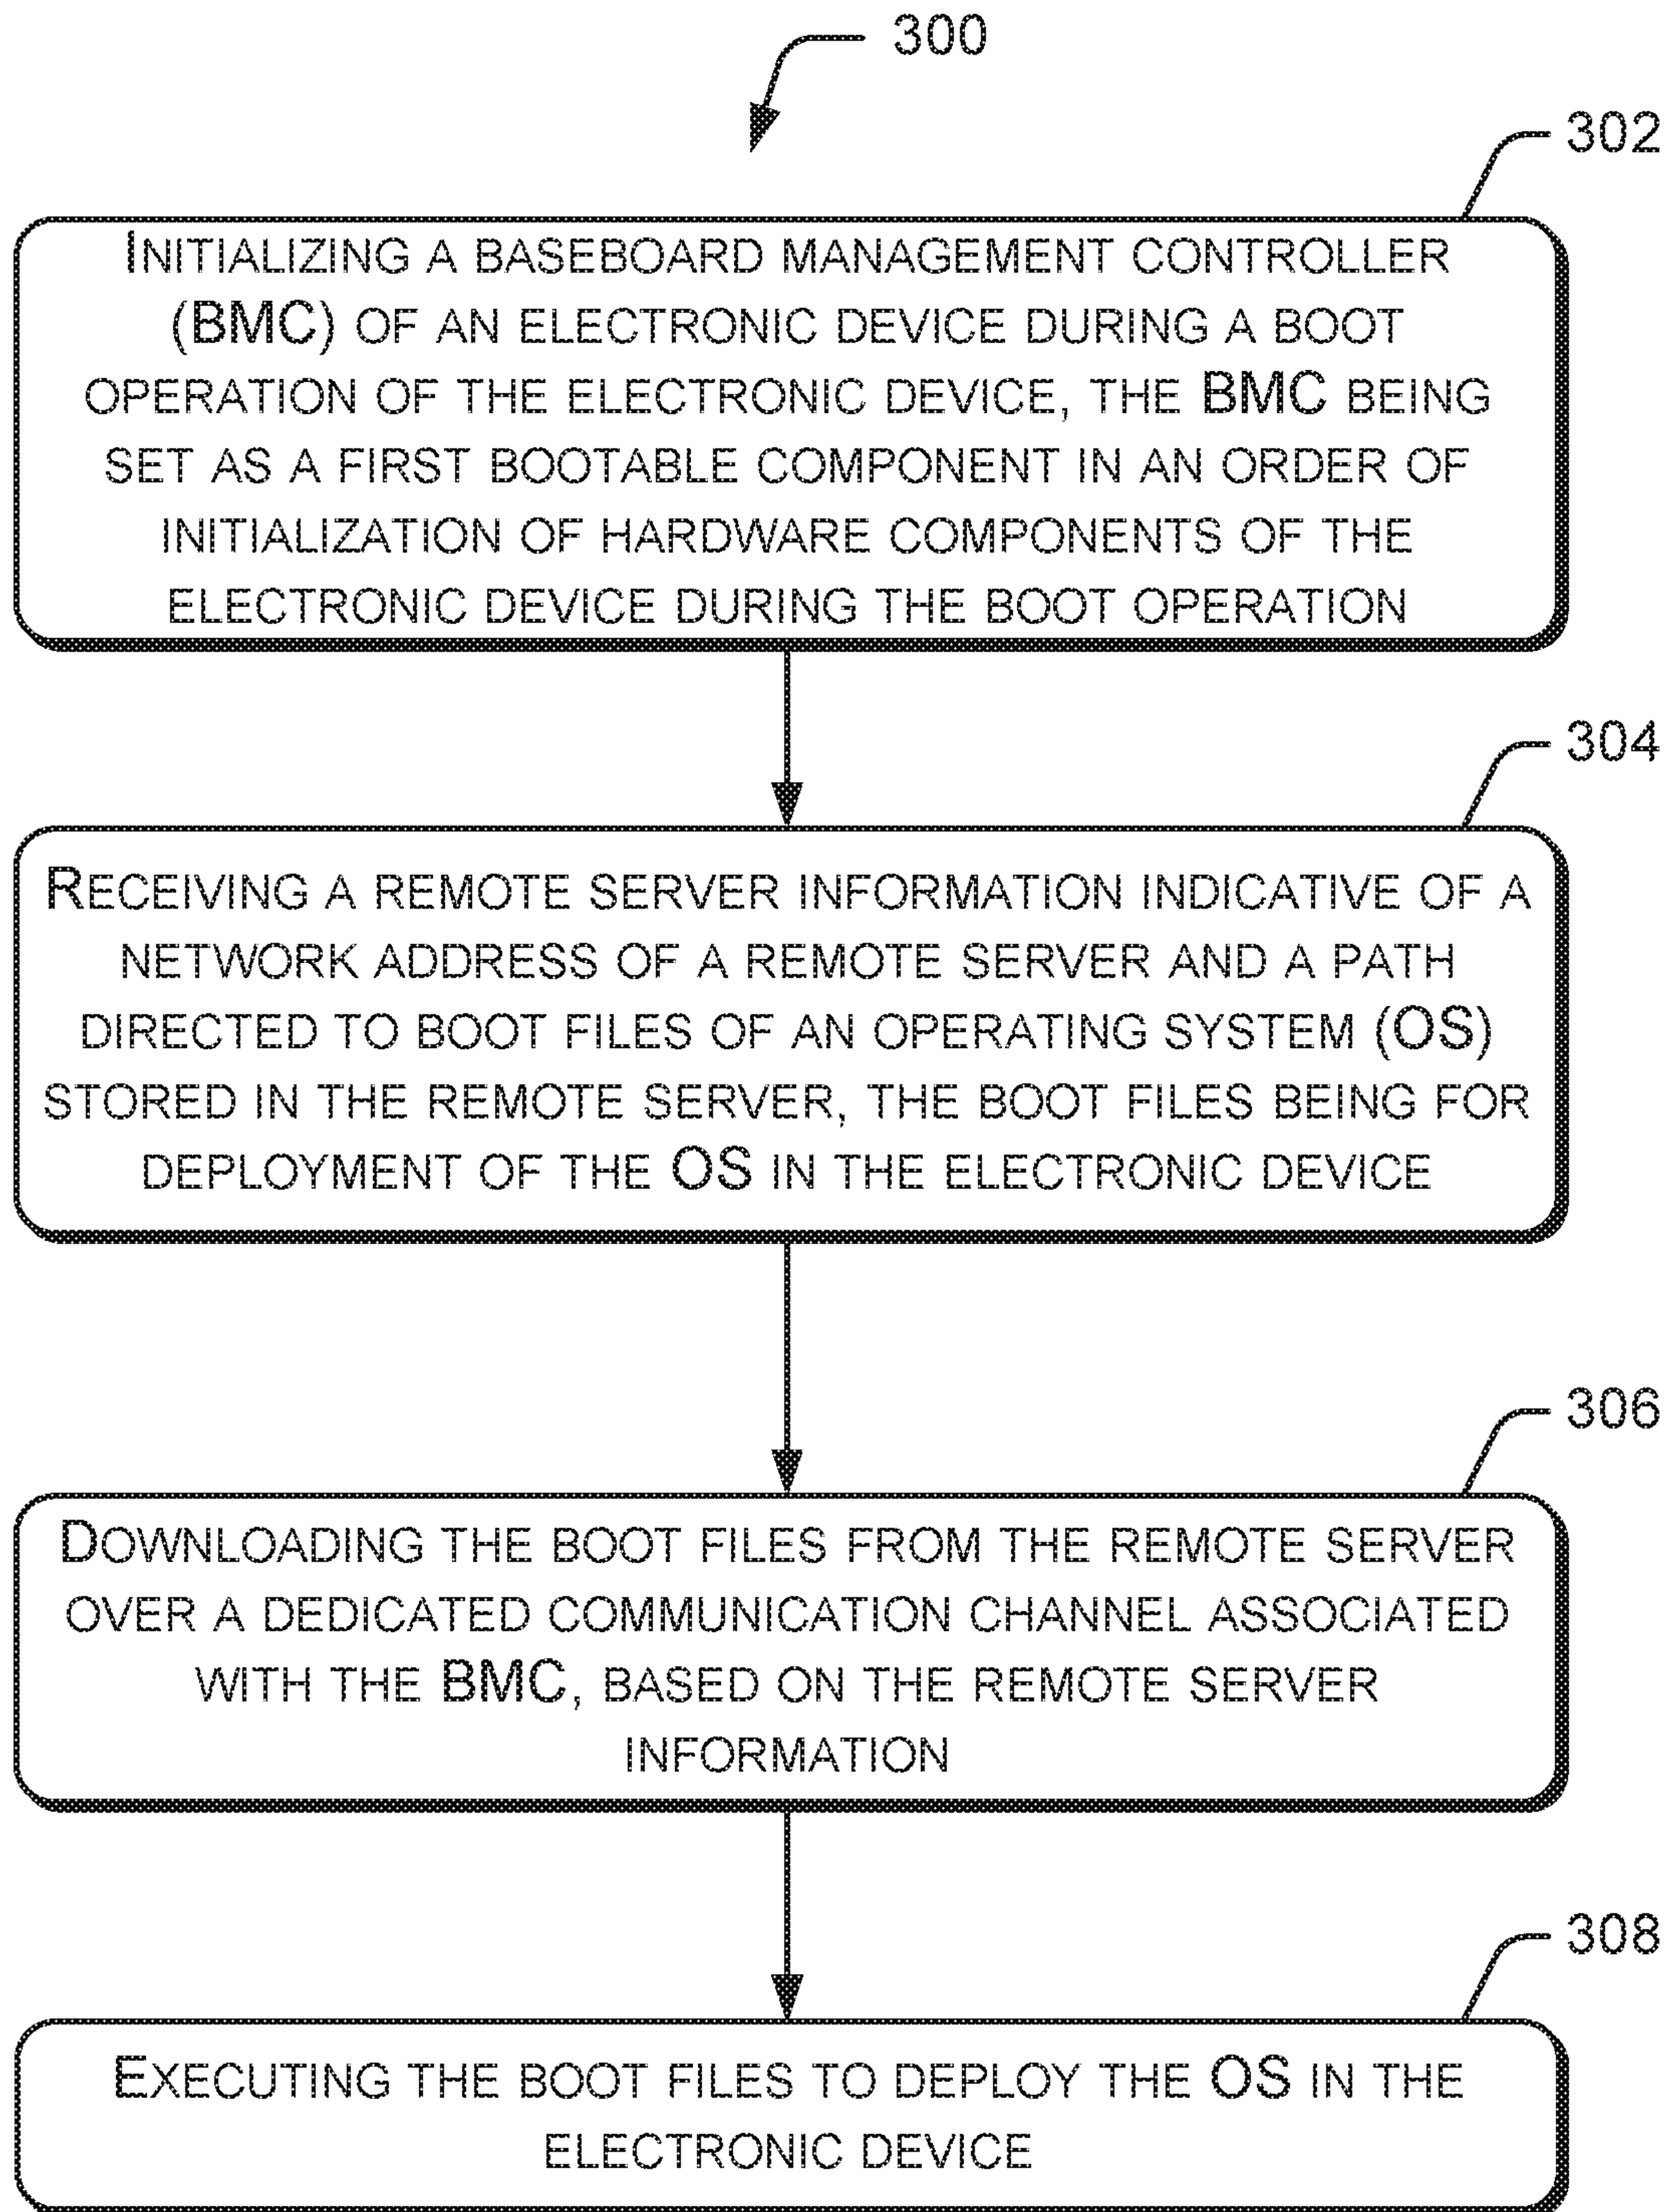 300
302
INITIALIZING A BASEBOARD MANAGEMENT CONTROLLER
(BMC) OF AN ELECTRONIC DEVICE DURING A BOOT
OPERATION OF THE ELECTRONIC DEVICE, THE BMC BEING
SET AS A FIRST BOOTABLE COMPONENT IN AN ORDER OF
INITIALIZATION OF HARDWARE COMPONENTS OF THE
ELECTRONIC DEVICE DURING THE BOOT OPERATION
304
RECEIVING A REMOTE SERVER INFORMATION INDICATIVE OF A
NETWORK ADDRESS OF A REMOTE SERVER AND A PATH
DIRECTED TO BOOT FILES OF AN OPERATING SYSTEM (OS)
STORED IN THE REMOTE SERVER, THE BOOT FILES BEING FOR
DEPLOYMENT OF THE OS IN THE ELECTRONIC DEVICE
306
DOWNLOADING THE BOOT FILES FROM THE REMOTE SERVER
OVER A DEDICATED COMMUNICATION CHANNEL ASSOCIATED
WITH THE BMC, BASED ON THE REMOTE SERVER
INFORMATION
308
EXECUTING THE BOOT FILES TO DEPLOY THE OS IN THE
ELECTRONIC DEVICE